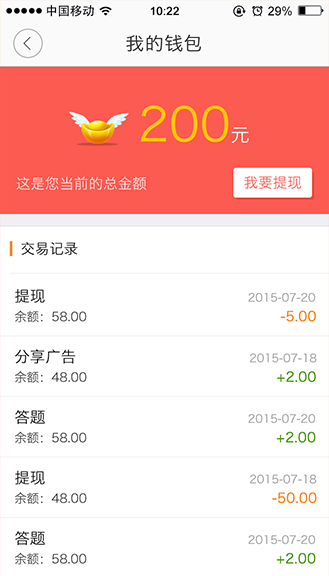 中国移动 10:22 29%
我的钱包
200元
这是您当前的总金额 我要提现
交易记录
提现 2015-07-20
余额：58.00 -5.00
分享广告 2015-07-18
余额：48.00 +2.00
答题 2015-07-20
余额：58.00 +2.00
提现 2015-07-18
余额：48.00 -50.00
答题 2015-07-20
余额：58.00 +2.00